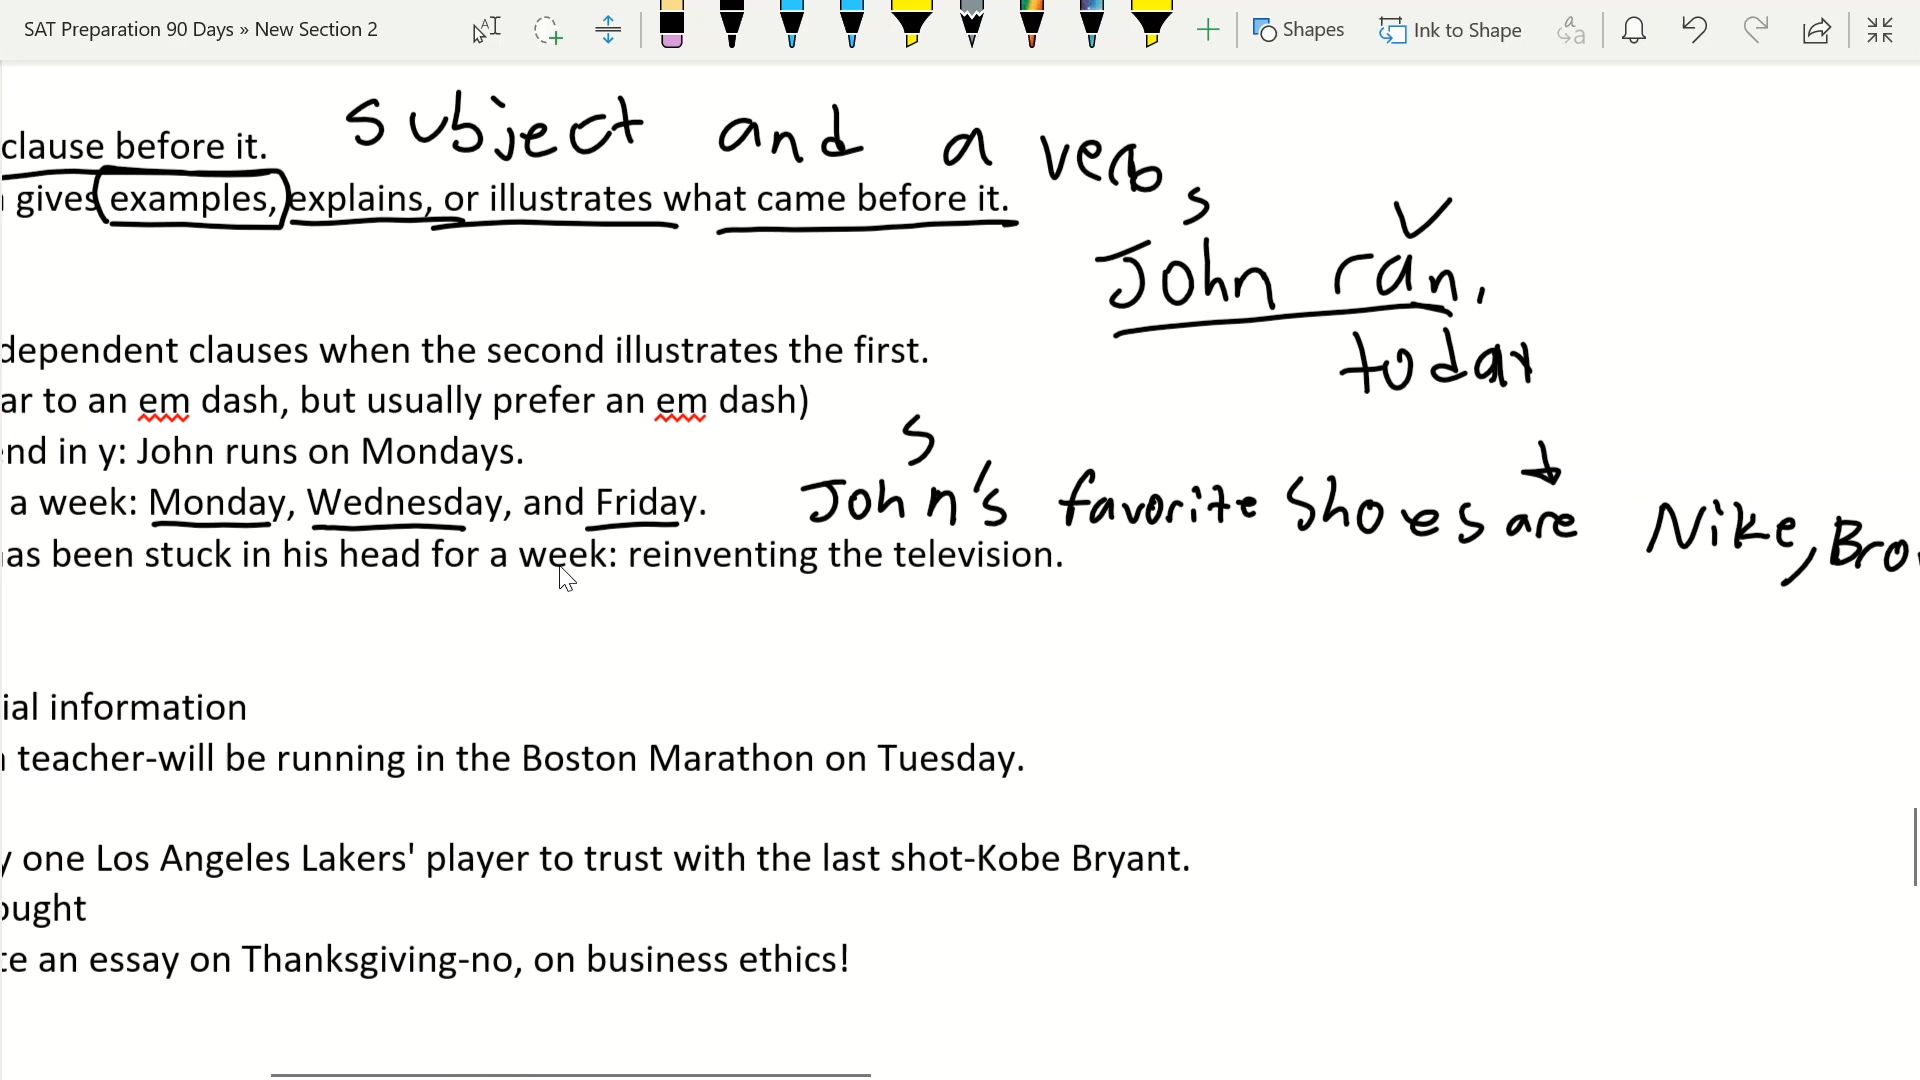 SAT Preparation 90 Days » New Section 2
Shapes
Ink to Shape
subject and a verb
clause before it.
gives examples, explains, or illustrates what came before it.
s v
John ran.
today
dependent clauses when the second illustrates the first.
ar to an em dash, but usually prefer an em dash)
nd in y: John runs on Mondays.
s
a week: Monday, Wednesday, and Friday.
John's favorite shoes are Nike, Bro
as been stuck in his head for a week: reinventing the television.
ial information
teacher-will be running in the Boston Marathon on Tuesday.
y one Los Angeles Lakers' player to trust with the last shot-Kobe Bryant.
ought
te an essay on Thanksgiving-no, on business ethics!